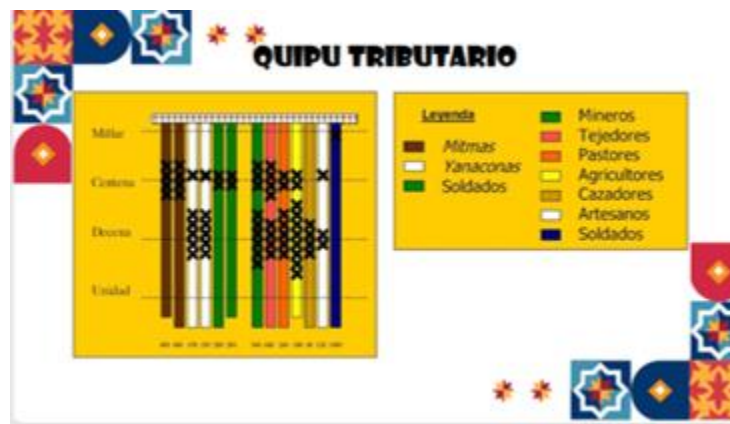 QUIPU TRIBUTARIO
Millar
Centena
Decena
Unidad
Leyenda
Mitmas
Yanaconas
Soldados
Mineros
Tejedores
Pastores
Agricultores
Cazadores
Artesanos
Soldados